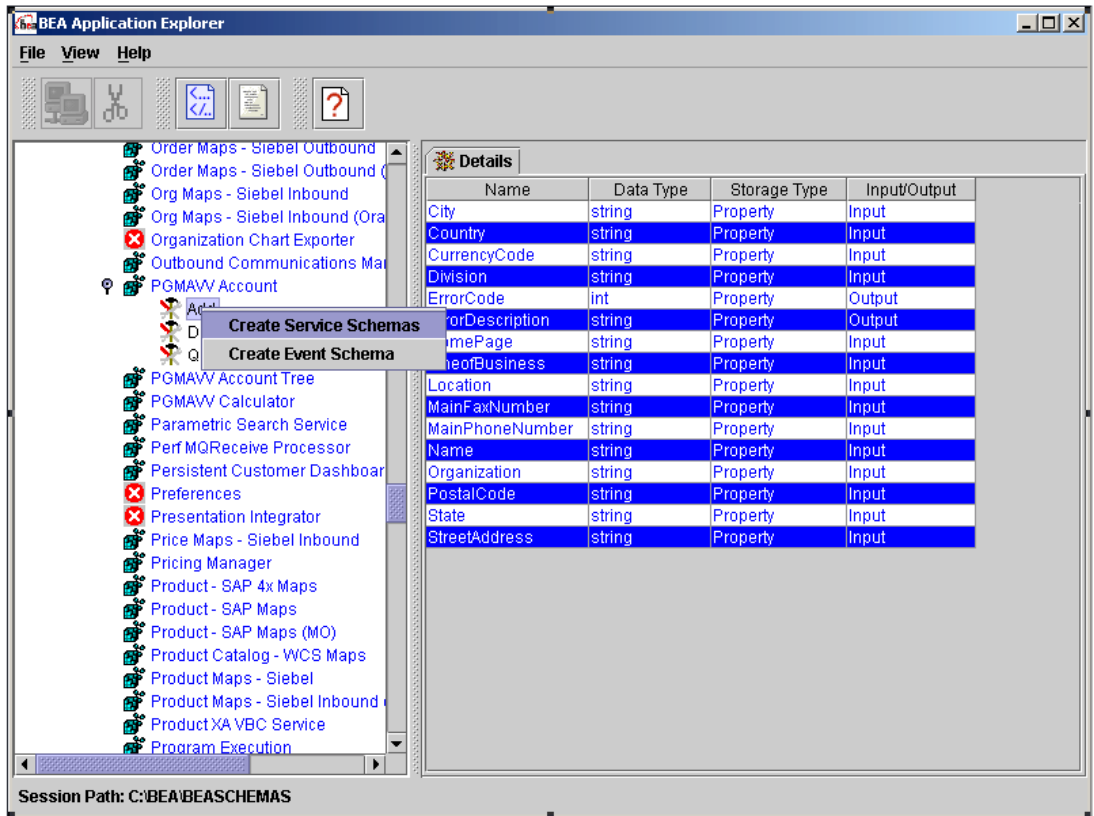 BEA Application Explorer
File View Help
Order Maps - Siebel Outbound
Order Maps - Siebel Outbound (
Org Maps - Siebel Inbound
Org Maps - Siebel Inbound (Ora
Organization Chart Exporter
Outbound Communications Ma
PGMAVV Account
Add
D
Q
Create Service Schemas
Create Event Schema
PGMAVV Account Tree
PGMAVV Calculator
Parametric Search Service
Perf MQReceive Processor
Persistent Customer Dashboar
Preferences
Presentation Integrator
Price Maps - Siebel Inbound
Pricing Manager
Product - SAP 4x Maps
Product - SAP Maps
Product - SAP Maps (MO)
Product Catalog - WCS Maps
Product Maps - Siebel
Product Maps - Siebel Inbound
Product XA VBC Service
Program Execution
Details
Name Data Type Storage Type Input/Output
City string Property Input
Country string Property Input
CurrencyCode string Property Input
Division string Property Input
ErrorCode int Property Output
rorDescription string Property Output
mePage string Property Input
neofBusiness string Property Input
Location string Property Input
MainFaxNumber string Property Input
MainPhoneNumber string Property Input
Name string Property Input
Organization string Property Input
PostalCode string Property Input
State string Property Input
StreetAddress string Property Input
Session Path: C:\BEA\BEASCHEMAS